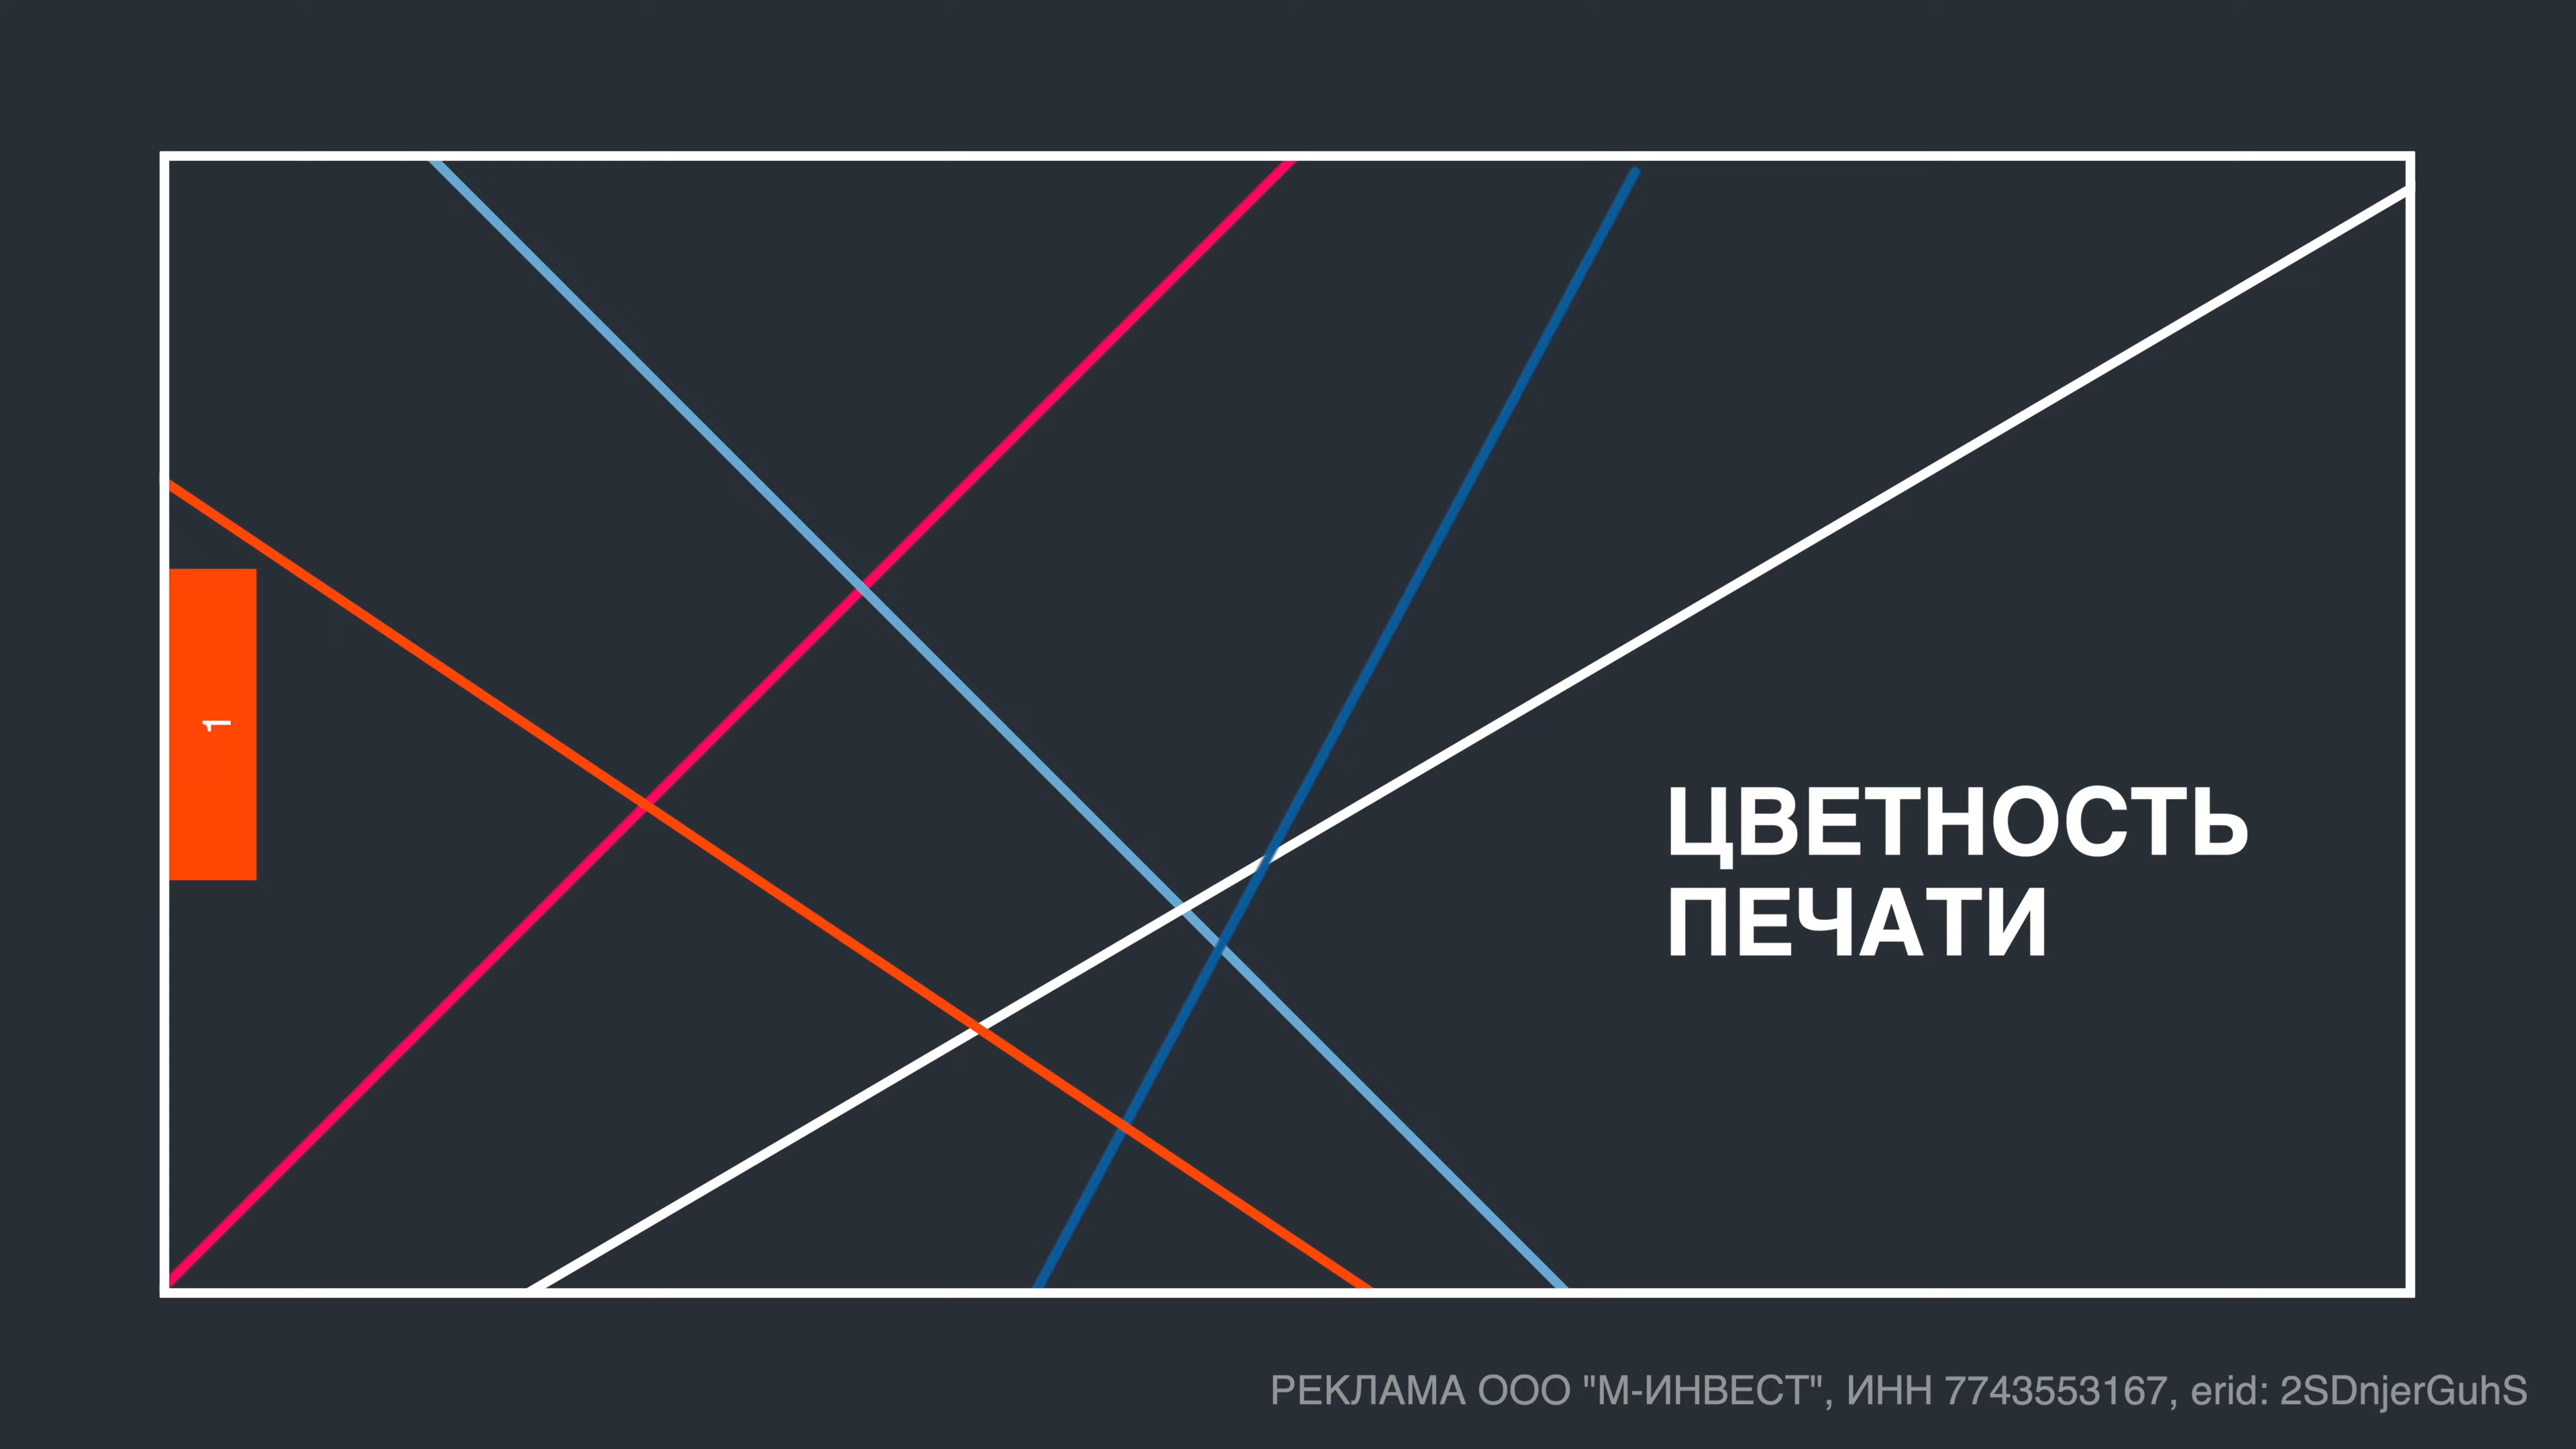 1
ЦВЕТНОСТЬ
ПЕЧАТИ
РЕКЛАМА ООО "М-ИНВЕСТ", ИНН 7743553167, erid: 2SDnjerGuhS